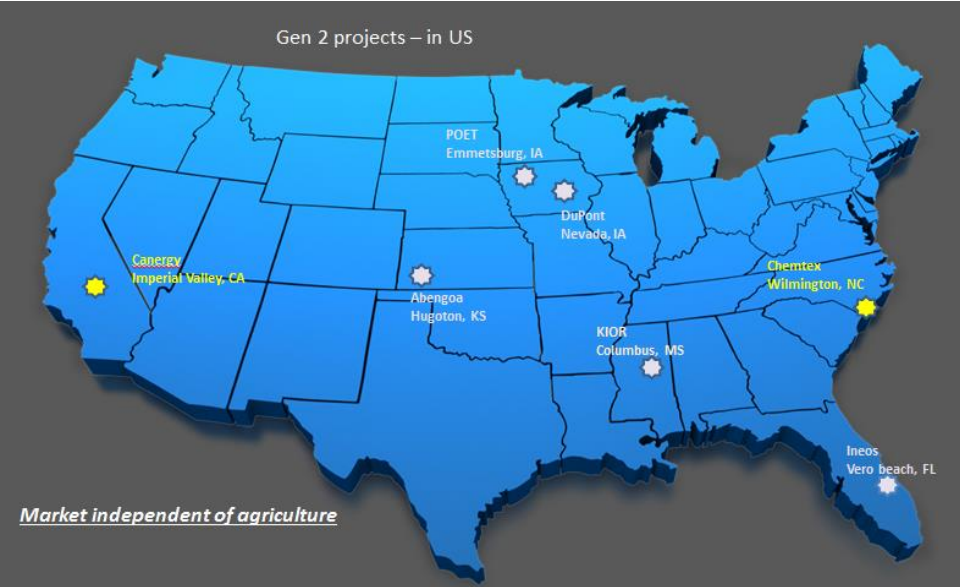 Gen 2 projects – in US
POET
Emmetsburg, IA
DuPont
Nevada, IA
Canergy
Imperial Valley, CA
Chemtex
Wilmington, NC
Abengoa
Hugoton, KS
KIOR
Columbus, MS
Ineos
Vero beach, FL
Market independent of agriculture